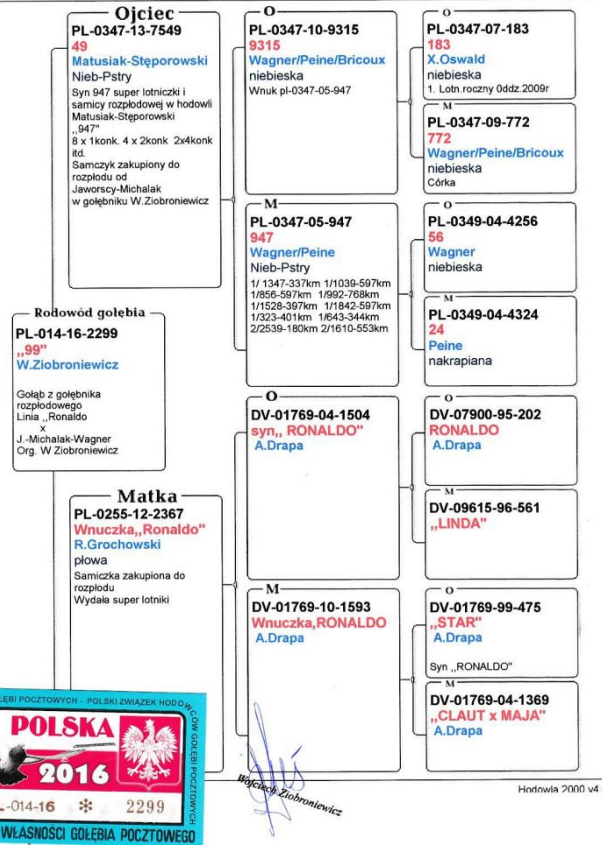 Ojciec
PL-0347-13-7549
49
Matusiak-Stęporowski
Nieb-Pstry
Syn 947 super lotniczki i
samicy rozpłodowej w hodowli
Matusiak-Stęporowski
,,947"
8 x 1konk. 4 x 2konk 2x4konk
itd.
Samczyk zakupiony do
rozpłodu od
Jaworscy-Michalak
w gołębniku W.Ziobroniewicz
O
PL-0347-10-9315
9315
Wagner/Peine/Bricoux
niebieska
Wnuk pl-0347-05-947
O
PL-0347-07-183
183
X.Oswald
niebieska
1. Lotn.roczny 0ddz.2009r
M
PL-0347-09-772
772
Wagner/Peine/Bricoux
niebieska
Córka
M
PL-0347-05-947
947
Wagner/Peine
Nieb-Pstry
1/ 1347-337km 1/1039-597km
1/856-597km 1/992-768km
1/1528-397km 1/1842-597km
1/323-401km 1/643-344km
2/2539-180km 2/1610-553km
O
PL-0349-04-4256
56
Wagner
niebieska
M
PL-0349-04-4324
24
Peine
nakrapiana
Rodowód gołębia
PL-014-16-2299
,,99"
W.Ziobroniewicz
Gołąb z gołębnika
rozpłodowego
Linia ,,Ronaldo
x
J.-Michalak-Wagner
Org. W Ziobroniewicz
Matka
PL-0255-12-2367
Wnuczka,,Ronaldo"
R.Grochowski
płowa
Samiczka zakupiona do
rozpłodu
Wydała super lotniki
O
DV-01769-04-1504
syn,, RONALDO"
A.Drapa
O
DV-07900-95-202
RONALDO
A.Drapa
M
DV-09615-96-561
,,LINDA"
M
DV-01769-10-1593
Wnuczka,RONALDO
A.Drapa
O
DV-01769-99-475
,,STAR"
A.Drapa
Syn ,,RONALDO"
M
DV-01769-04-1369
,,CLAUT x MAJA"
A.Drapa
POLSKI ZWIĄZEK HODOWCÓW GOŁĘBI POCZTOWYCH
POLSKA
2016
-014-16 * 2299
WŁASNOŚCI GOŁĘBIA POCZTOWEGO
Wojciech Ziobroniewicz
Hodowla 2000 v4